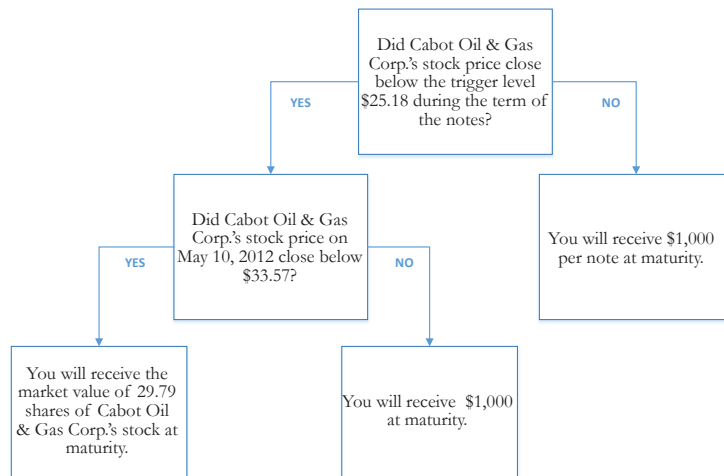 Did Cabot Oil & Gas
Corp.'s stock price close
below the trigger level
$25.18 during the term of
the notes?
YES
NO
Did Cabot Oil & Gas
Corp.'s stock price on
May 10, 2012 close below
$33.57?
You will receive $1,000
per note at maturity.
YES
NO
You will receive the
market value of 29.79
shares of Cabot Oil
& Gas Corp.'s stock at
maturity.
You will receive $1,000
at maturity.